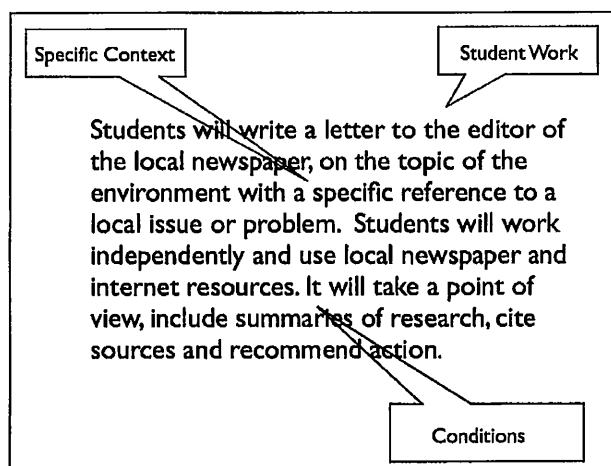 Specific Context
Student Work
Students will write a letter to the editor of
the local newspaper, on the topic of the
environment with a specific reference to a
local issue or problem. Students will work
independently and use local newspaper and
internet resources. It will take a point of
view, include summaries of research, cite
sources and recommend action.
Conditions